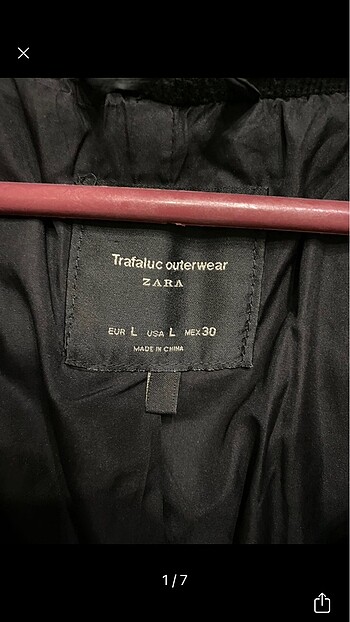 Trafaluc outerwear
ZARA
EUR L USA L MEX 30
MADE IN CHINA
1/7